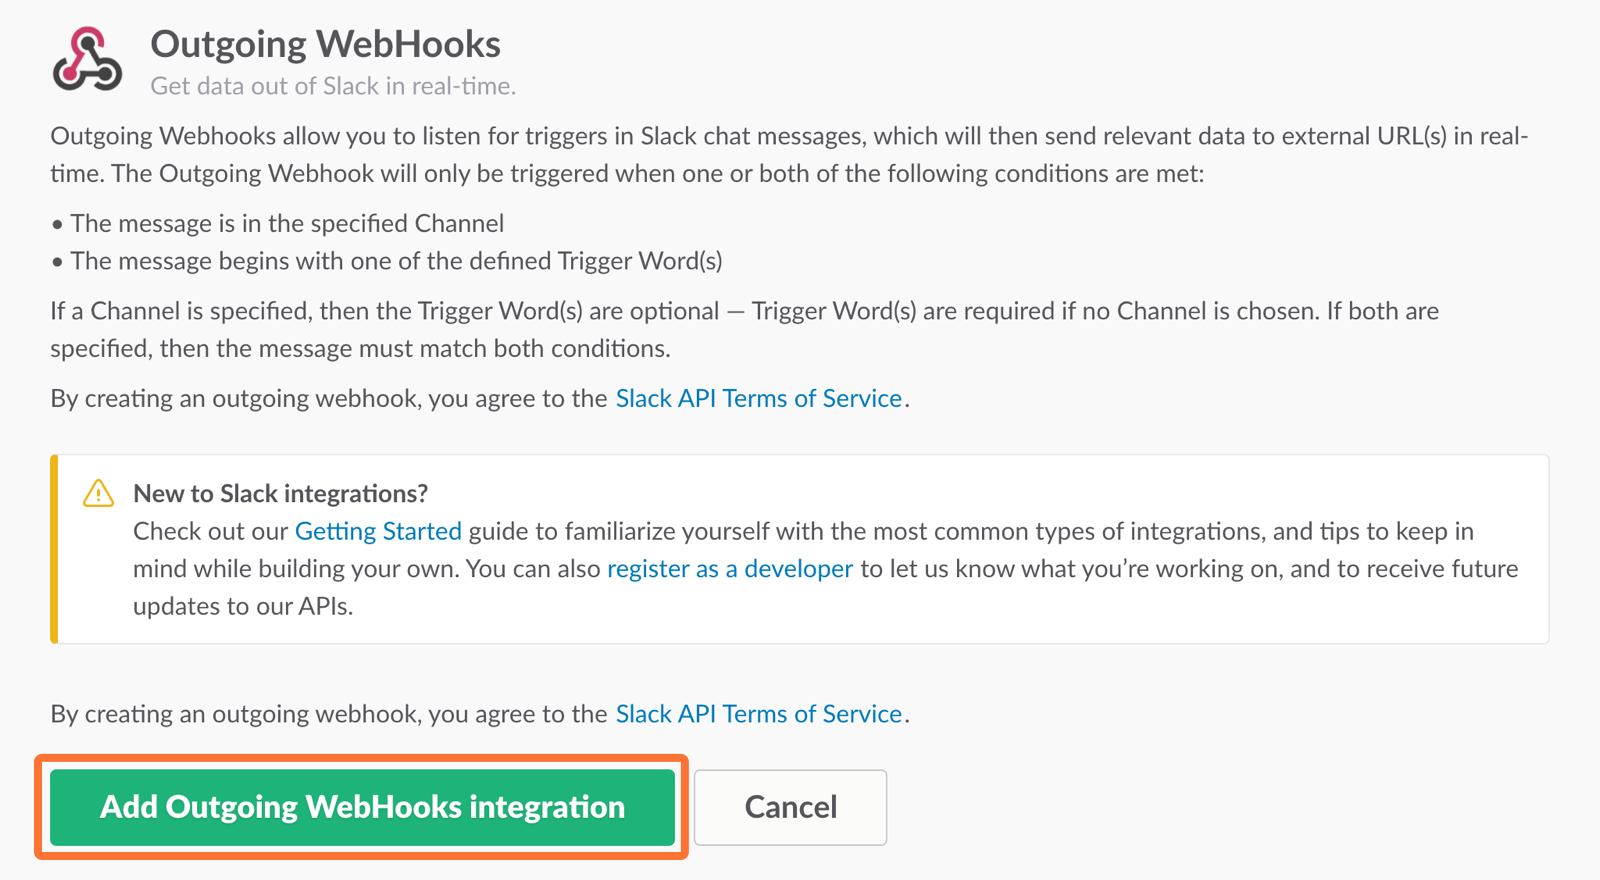 Outgoing WebHooks
Get data out of Slack in real-time.
Outgoing Webhooks allow you to listen for triggers in Slack chat messages, which will then send relevant data to external URL(s) in real-
time. The Outgoing Webhook will only be triggered when one or both of the following conditions are met:
• The message is in the specified Channel
• The message begins with one of the defined Trigger Word(s)
If a Channel is specified, then the Trigger Word(s) are optional — Trigger Word(s) are required if no Channel is chosen. If both are
specified, then the message must match both conditions.
By creating an outgoing webhook, you agree to the Slack API Terms of Service.
New to Slack integrations?
Check out our Getting Started guide to familiarize yourself with the most common types of integrations, and tips to keep in
mind while building your own. You can also register as a developer to let us know what you’re working on, and to receive future
updates to our APIs.
By creating an outgoing webhook, you agree to the Slack API Terms of Service.
Add Outgoing WebHooks integration
Cancel